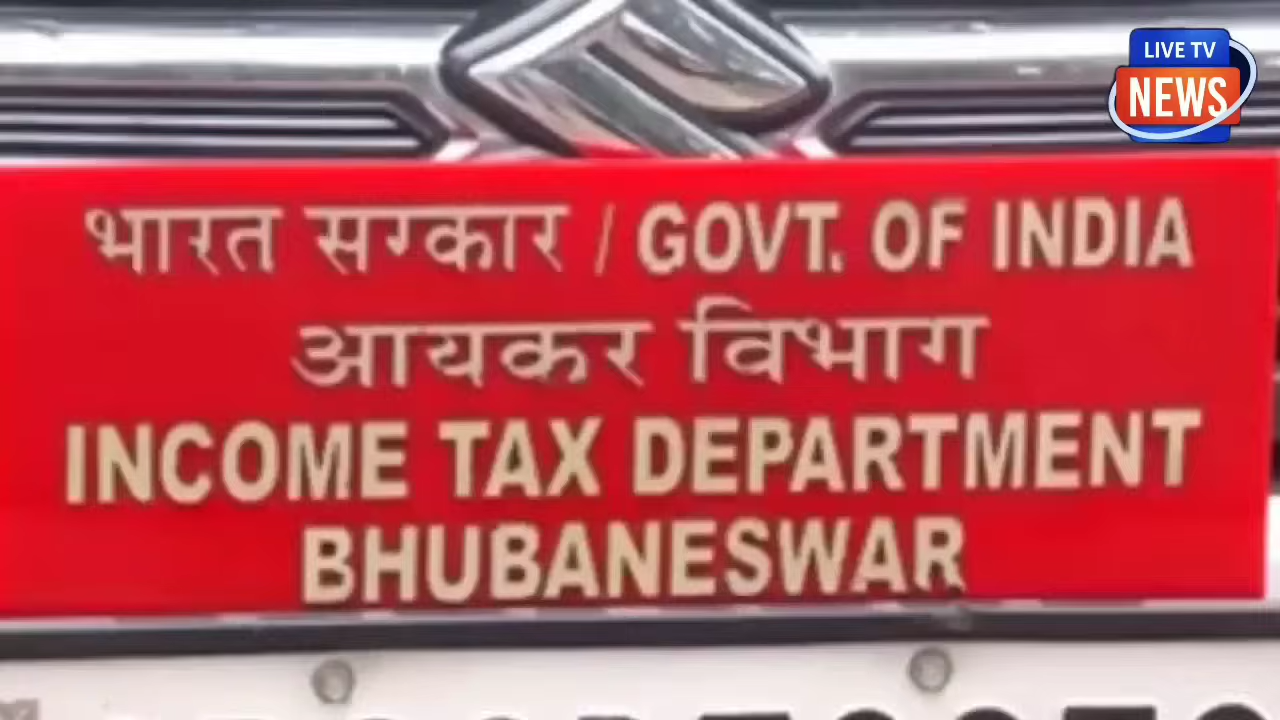 LIVE TV
NEWS
भारत सरकार / GOVT. OF INDIA
आयकर विभाग
INCOME TAX DEPARTMENT
BHUBANESWAR